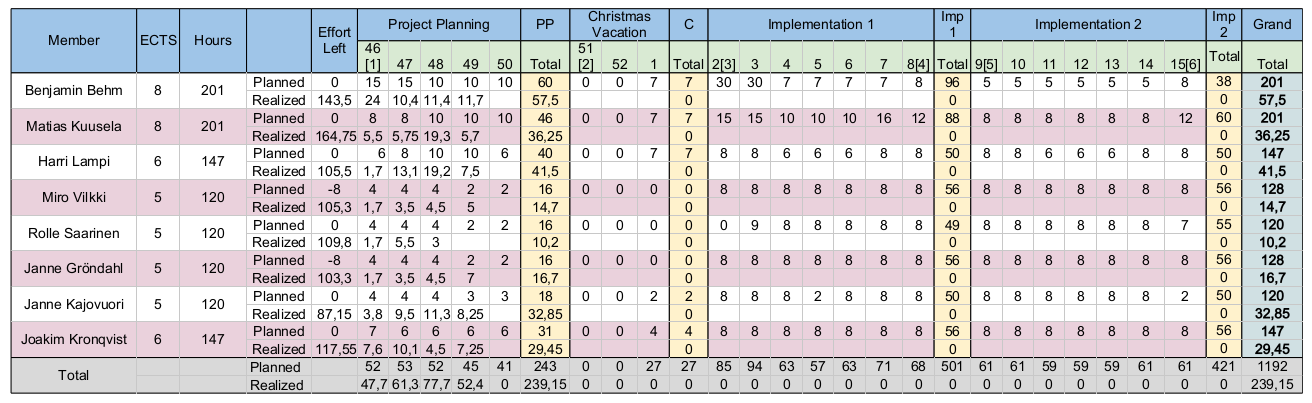 Member ECTS Hours Effort Left Project Planning PP Christmas Vacation C Implementation 1 Imp 1 Implementation 2 Imp 2 Grand
46 [1] 47 48 49 50 Total 51 [2] 52 1 Total 2[3] 3 4 5 6 7 8[4] Total 9[5] 10 11 12 13 14 15[6] Total Total
Benjamin Behm 8 201 Planned 0 15 15 10 10 10 60 0 0 7 7 30 30 7 7 7 7 8 96 5 5 5 5 5 5 8 38 201
Realized 143,5 24 10,4 11,4 11,7 57,5 0 0 0 57,5
Matias Kuusela 8 201 Planned 0 8 8 10 10 10 46 0 0 7 7 15 15 10 10 10 16 12 88 8 8 8 8 8 8 12 60 201
Realized 164,75 5,5 5,75 19,3 5,7 36,25 0 0 0 36,25
Harri Lampi 6 147 Planned 0 6 8 10 10 6 40 0 0 7 7 8 8 6 6 6 8 8 50 8 8 6 6 6 8 8 50 147
Realized 105,5 1,7 13,1 19,2 7,5 41,5 0 0 0 41,5
Miro Vilkki 5 120 Planned -8 4 4 4 2 2 16 0 0 0 0 8 8 8 8 8 8 8 56 8 8 8 8 8 8 8 56 128
Realized 105,3 1,7 3,5 4,5 5 14,7 0 0 0 14,7
Rolle Saarinen 5 120 Planned 0 4 4 4 2 2 16 0 0 0 0 0 9 8 8 8 8 8 49 8 8 8 8 8 8 7 55 120
Realized 109,8 1,7 5,5 3 10,2 0 0 0 10,2
Janne Gröndahl 5 120 Planned -8 4 4 4 2 2 16 0 0 0 0 8 8 8 8 8 8 8 56 8 8 8 8 8 8 8 56 128
Realized 103,3 1,7 3,5 4,5 7 16,7 0 0 0 16,7
Janne Kajovuori 5 120 Planned 0 4 4 4 3 3 18 0 0 2 2 8 8 8 2 8 8 8 50 8 8 8 8 8 8 2 50 120
Realized 87,15 3,8 9,5 11,3 8,25 32,85 0 0 0 32,85
Joakim Kronqvist 6 147 Planned 0 7 6 6 6 6 31 0 0 4 4 8 8 8 8 8 8 8 56 8 8 8 8 8 8 8 56 147
Realized 117,55 7,6 10,1 4,5 7,25 29,45 0 0 0 29,45
Total Planned 52 53 52 45 41 243 0 0 27 27 85 94 63 57 63 71 68 501 61 61 59 59 59 61 61 421 1192
Realized 47,7 61,3 77,7 52,4 0 239,15 0 0 0 0 0 0 0 0 0 0 0 0 0 0 0 0 0 0 0 0 239,15